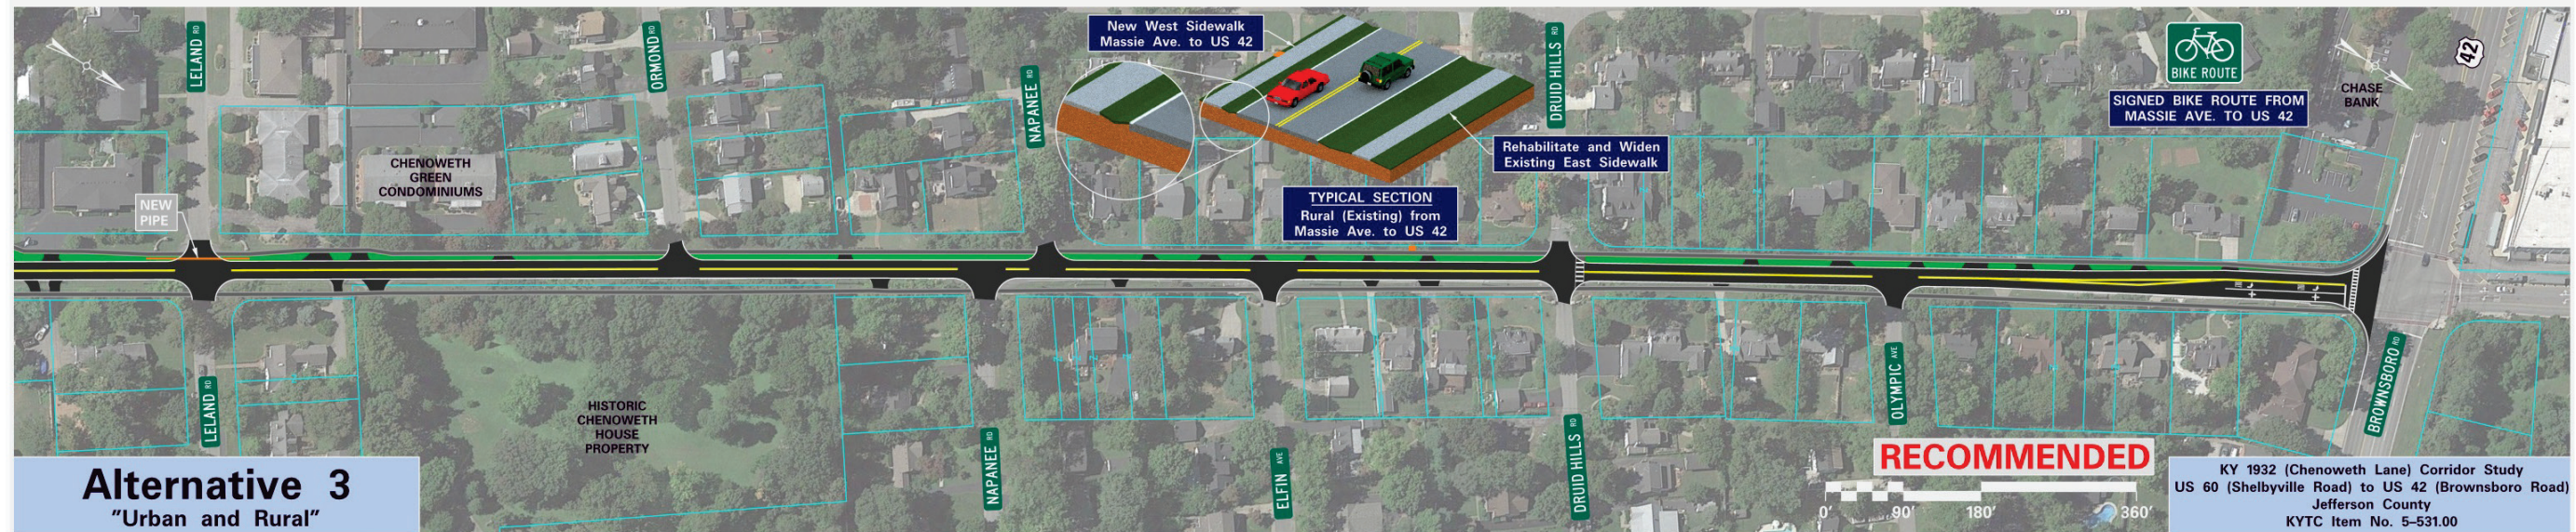 LELAND RD
ORMOND RD
NAPANEE RD
New West Sidewalk
Massie Ave. to US 42
DRUID HILLS RD
BIKE ROUTE
SIGNED BIKE ROUTE FROM
MASSIE AVE. TO US 42
CHASE
BANK
42
Rehabilitate and Widen
Existing East Sidewalk
TYPICAL SECTION
Rural (Existing) from
Massie Ave. to US 42
CHENOWETH
GREEN
CONDOMINIUMS
NEW
PIPE
LELAND RD
HISTORIC
CHENOWETH
HOUSE
PROPERTY
NAPANEE RD
ELFIN AVE
DRUID HILLS RD
OLYMPIC AVE
BROWNSBORO RD
Alternative 3
"Urban and Rural"
RECOMMENDED
0' 90' 180' 360'
KY 1932 (Chenoweth Lane) Corridor Study
US 60 (Shelbyville Road) to US 42 (Brownsboro Road)
Jefferson County
KYTC Item No. 5-531.00